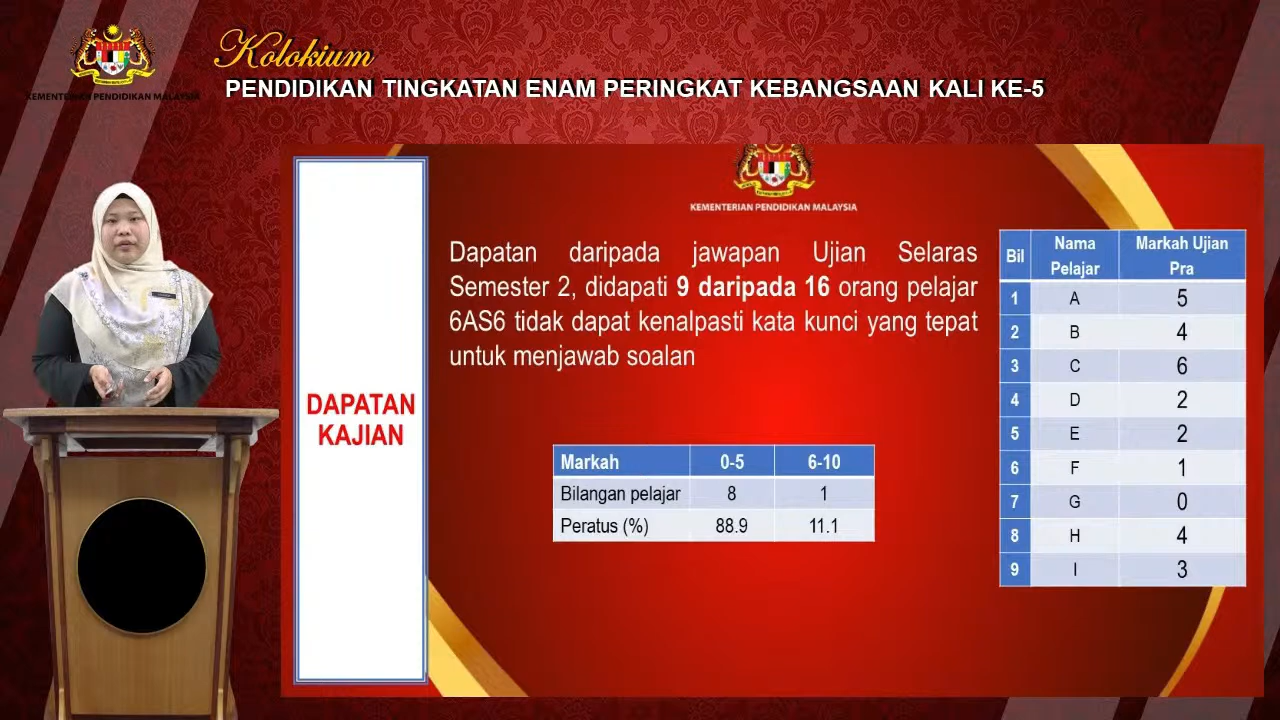 Kolokium
PENDIDIKAN TINGKATAN ENAM PERINGKAT KEBANGSAAN KALI KE-5
KEMENTERIAN PENDIDIKAN MALAYSIA
KEMENTERIAN PENDIDIKAN MALAYSIA
DAPATAN
KAJIAN
Dapatan daripada jawapan Ujian Selaras
Semester 2, didapati 9 daripada 16 orang pelajar
6AS6 tidak dapat kenalpasti kata kunci yang tepat
untuk menjawab soalan
Markah 0-5 6-10
Bilangan pelajar 8 1
Peratus (%) 88.9 11.1
Bil Nama Pelajar Markah Ujian Pra
1 A 5
2 B 4
3 C 6
4 D 2
5 E 2
6 F 1
7 G 0
8 H 4
9 I 3